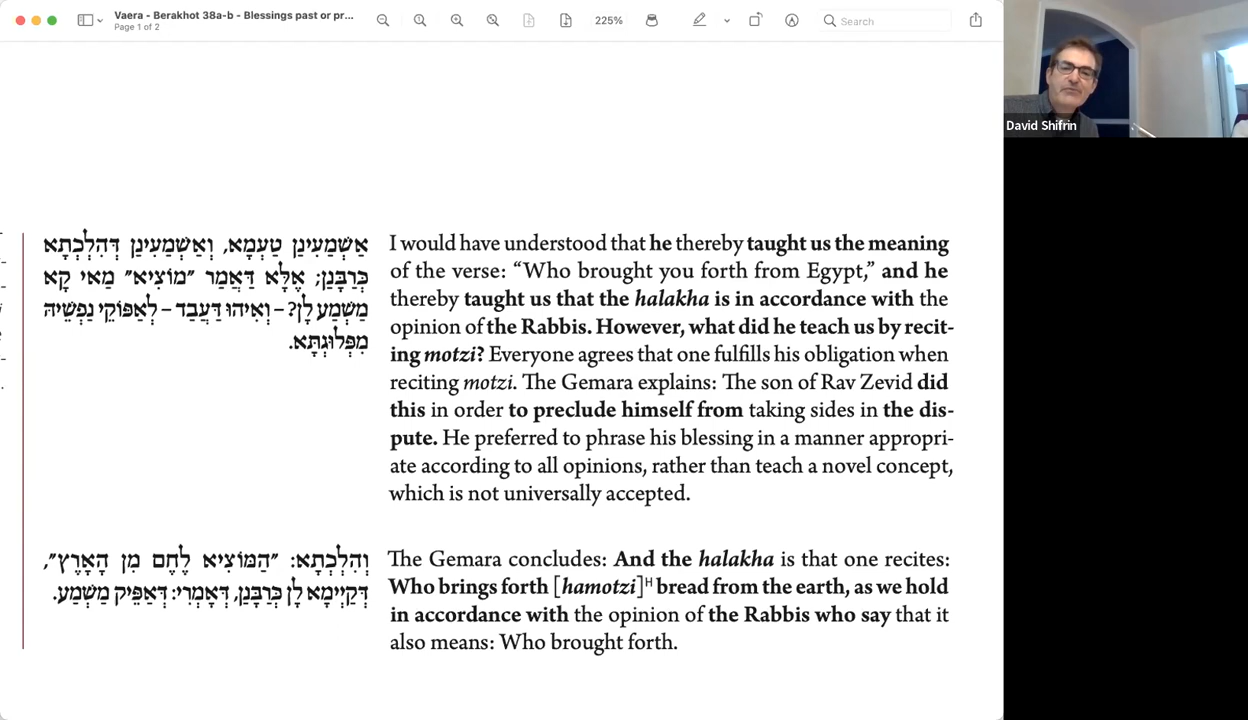 Vaera - Berakhot 38a-b - Blessings past or pr...
Page 1 of 2
225%
Search
David Shifrin
אַשְׁמְעִינַן טַעְמָא, וְאַשְׁמְעִינַן דְּהִלְכְתָא
כְּרַבָּנַן; אֶלָּא דַּאֲמַר ״מוֹצִיא״ מַאי קָא
מַשְׁמַע לָן? – וְאִיהוּ דַּעֲבַד – לְאַפּוֹקֵי נַפְשֵׁיהּ
מִפְּלוּגְתָּא.
I would have understood that he thereby taught us the meaning
of the verse: “Who brought you forth from Egypt,” and he
thereby taught us that the halakha is in accordance with the
opinion of the Rabbis. However, what did he teach us by recit-
ing motzi? Everyone agrees that one fulfills his obligation when
reciting motzi. The Gemara explains: The son of Rav Zevid did
this in order to preclude himself from taking sides in the dis-
pute. He preferred to phrase his blessing in a manner appropri-
ate according to all opinions, rather than teach a novel concept,
which is not universally accepted.
וְהִלְכְתָא: ״הַמּוֹצִיא לֶחֶם מִן הָאָרֶץ״,
דְּקַיְימָא לָן כְּרַבָּנַן, דְּאָמְרִי: דְּאַפֵּיק מַשְׁמַע.
The Gemara concludes: And the halakha is that one recites:
Who brings forth [hamotzi]ᴴ bread from the earth, as we hold
in accordance with the opinion of the Rabbis who say that it
also means: Who brought forth.